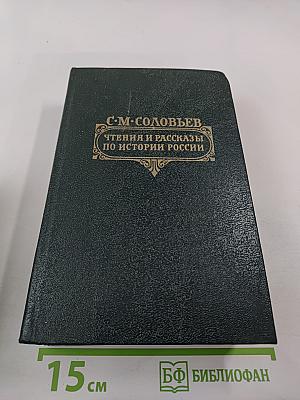 С·М·СОЛОВЬЕВ
ЧТЕНИЯ И РАССКАЗЫ
ПО ИСТОРИИ РОССИИ
15 см
БФ БИБЛИОФАН